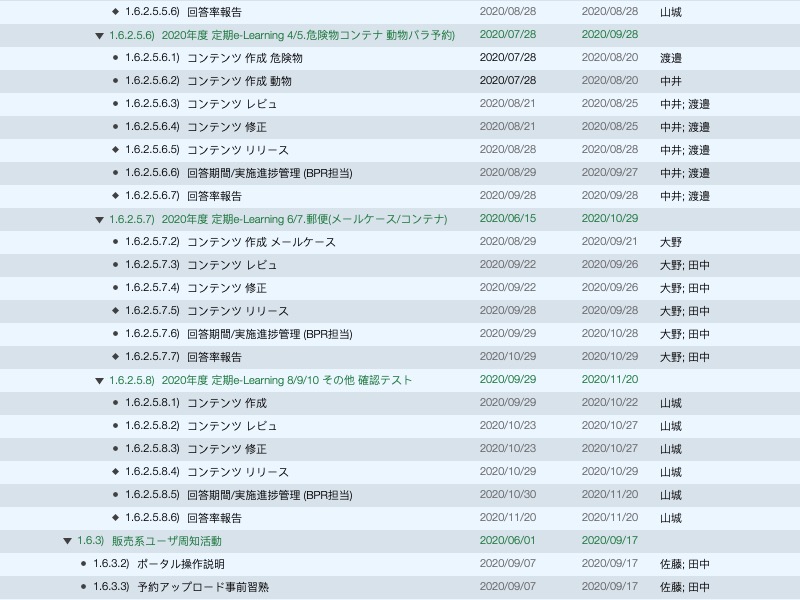 ◆ 1.6.2.5.5.6) 回答率報告 2020/08/28 2020/08/28 山城
▼ 1.6.2.5.6) 2020年度 定期e-Learning 4/5.危険物コンテナ 動物バラ予約) 2020/07/28 2020/09/28
● 1.6.2.5.6.1) コンテンツ 作成 危険物 2020/07/28 2020/08/20 渡邉
● 1.6.2.5.6.2) コンテンツ 作成 動物 2020/07/28 2020/08/20 中井
● 1.6.2.5.6.3) コンテンツ レビュ 2020/08/21 2020/08/25 中井; 渡邉
● 1.6.2.5.6.4) コンテンツ 修正 2020/08/21 2020/08/25 中井; 渡邉
◆ 1.6.2.5.6.5) コンテンツ リリース 2020/08/28 2020/08/28 中井; 渡邉
● 1.6.2.5.6.6) 回答期間/実施進捗管理 (BPR担当) 2020/08/29 2020/09/27 中井; 渡邉
◆ 1.6.2.5.6.7) 回答率報告 2020/09/28 2020/09/28 中井; 渡邉
▼ 1.6.2.5.7) 2020年度 定期e-Learning 6/7.郵便(メールケース/コンテナ) 2020/06/15 2020/10/29
● 1.6.2.5.7.2) コンテンツ 作成 メールケース 2020/08/29 2020/09/21 大野
● 1.6.2.5.7.3) コンテンツ レビュ 2020/09/22 2020/09/26 大野; 田中
● 1.6.2.5.7.4) コンテンツ 修正 2020/09/22 2020/09/26 大野; 田中
◆ 1.6.2.5.7.5) コンテンツ リリース 2020/09/28 2020/09/28 大野; 田中
● 1.6.2.5.7.6) 回答期間/実施進捗管理 (BPR担当) 2020/09/29 2020/10/28 大野; 田中
◆ 1.6.2.5.7.7) 回答率報告 2020/10/29 2020/10/29 大野; 田中
▼ 1.6.2.5.8) 2020年度 定期e-Learning 8/9/10 その他 確認テスト 2020/09/29 2020/11/20
● 1.6.2.5.8.1) コンテンツ 作成 2020/09/29 2020/10/22 山城
● 1.6.2.5.8.2) コンテンツ レビュ 2020/10/23 2020/10/27 山城
● 1.6.2.5.8.3) コンテンツ 修正 2020/10/23 2020/10/27 山城
◆ 1.6.2.5.8.4) コンテンツ リリース 2020/10/29 2020/10/29 山城
● 1.6.2.5.8.5) 回答期間/実施進捗管理 (BPR担当) 2020/10/30 2020/11/20 山城
◆ 1.6.2.5.8.6) 回答率報告 2020/11/20 2020/11/20 山城
▼ 1.6.3) 販売系ユーザ周知活動 2020/06/01 2020/09/17
● 1.6.3.2) ポータル操作説明 2020/09/07 2020/09/17 佐藤; 田中
● 1.6.3.3) 予約アップロード事前習熟 2020/09/07 2020/09/17 佐藤; 田中